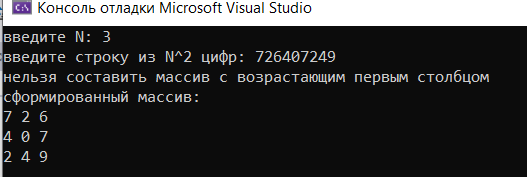 Консоль отладки Microsoft Visual Studio
введите N: 3
введите строку из N^2 цифр: 726407249
нельзя составить массив с возрастающим первым столбцом
сформированный массив:
7 2 6
4 0 7
2 4 9